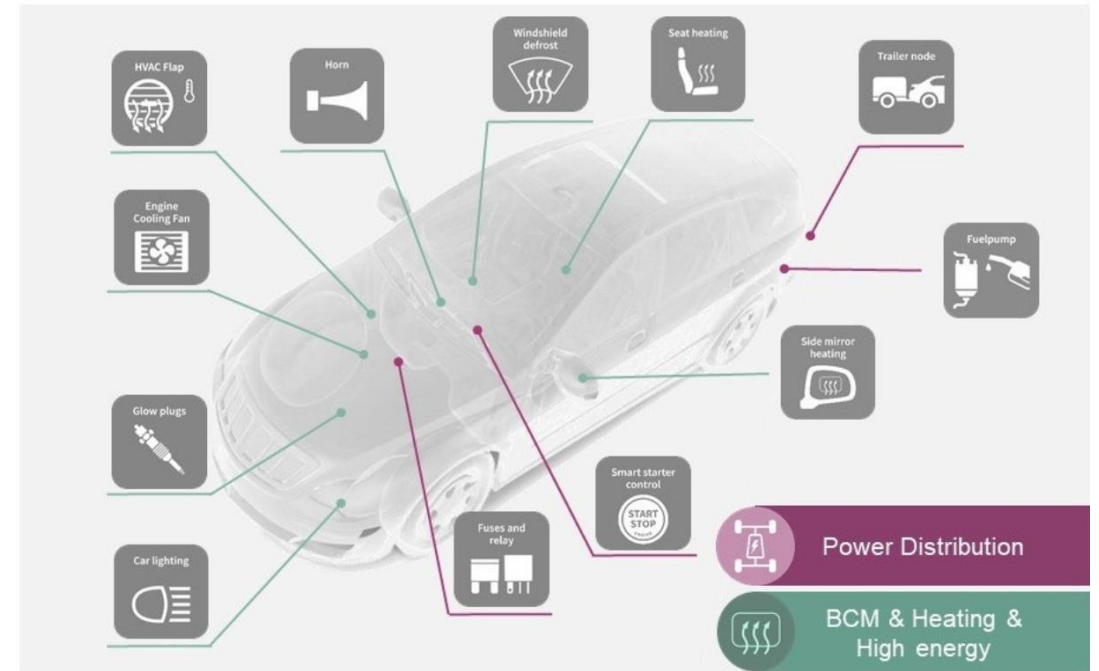 HVAC Flap
Horn
Windshield
defrost
Seat heating
Trailer node
Engine
Cooling Fan
Fuelpump
Side mirror
heating
Glow plugs
Smart starter
control
START
STOP
ENGINE
Fuses and
relay
Car lighting
Power Distribution
BCM & Heating &
High energy